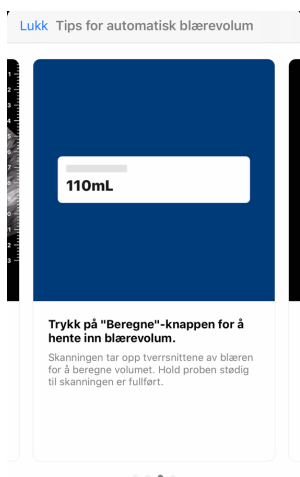 Lukk Tips for automatisk blærevolum
110mL
Trykk på "Beregne"-knappen for å
hente inn blærevolum.
Skanningen tar opp tverrsnittene av blæren
for å beregne volumet. Hold proben stødig
til skanningen er fullført.